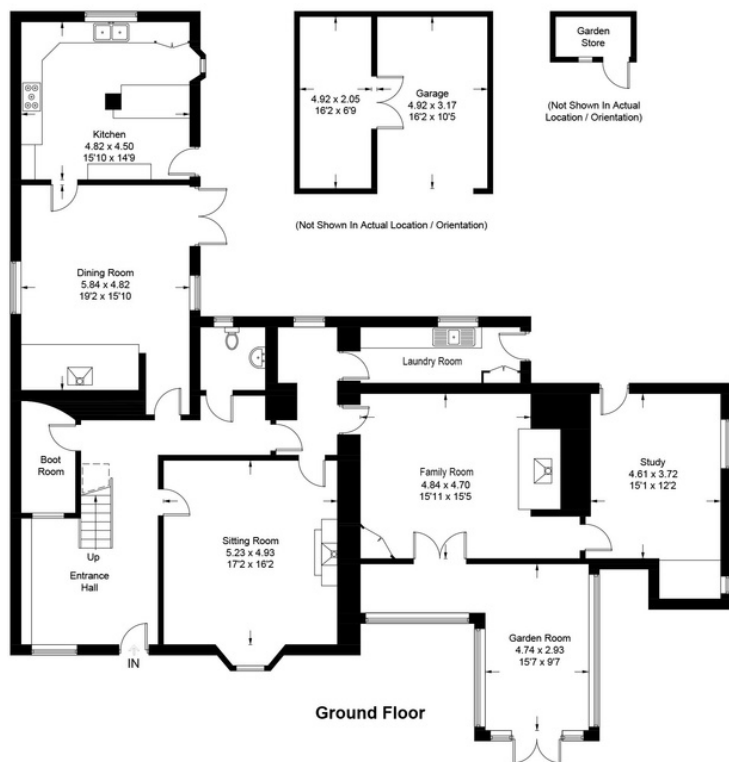 Kitchen
4.82 x 4.50
15'10 x 14'9
4.92 x 2.05
16'2 x 6'9
Garage
4.92 x 3.17
16'2 x 10'5
(Not Shown In Actual Location / Orientation)
Garden
Store
(Not Shown In Actual
Location / Orientation)
Dining Room
5.84 x 4.82
19'2 x 15'10
Laundry Room
Boot
Room
Family Room
4.84 x 4.70
15'11 x 15'5
Study
4.61 x 3.72
15'1 x 12'2
Sitting Room
5.23 x 4.93
17'2 x 16'2
Up
Entrance
Hall
IN
Garden Room
4.74 x 2.93
15'7 x 9'7
Ground Floor